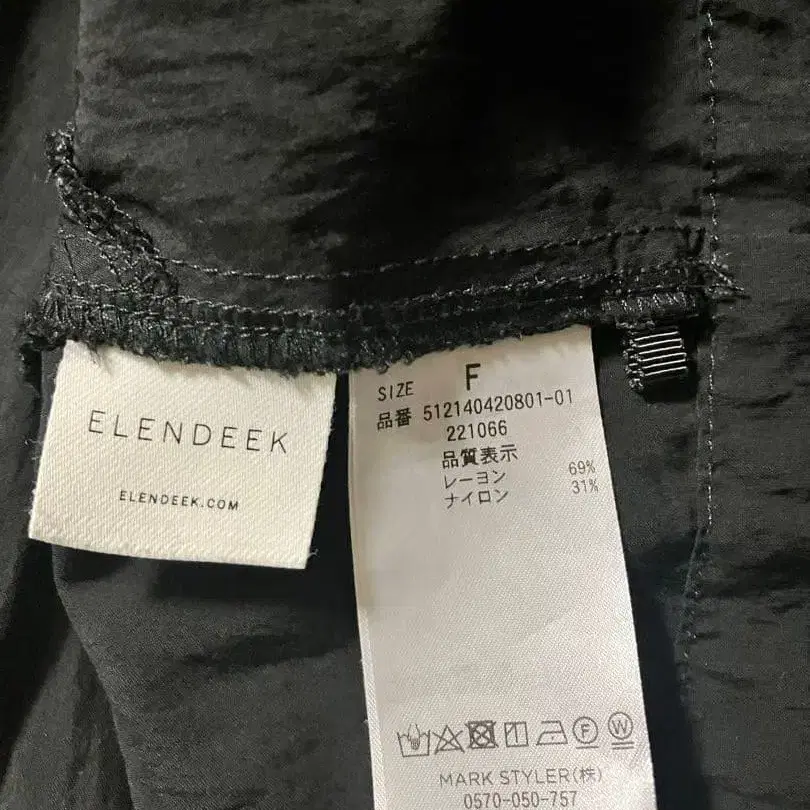 ELENDEEK
ELENDEEK.COM
SIZE F
品番 512140420801-01
221066
品質表示
レーヨン 69%
ナイロン 31%
F W
MARK STYLER(株)
0570-050-757